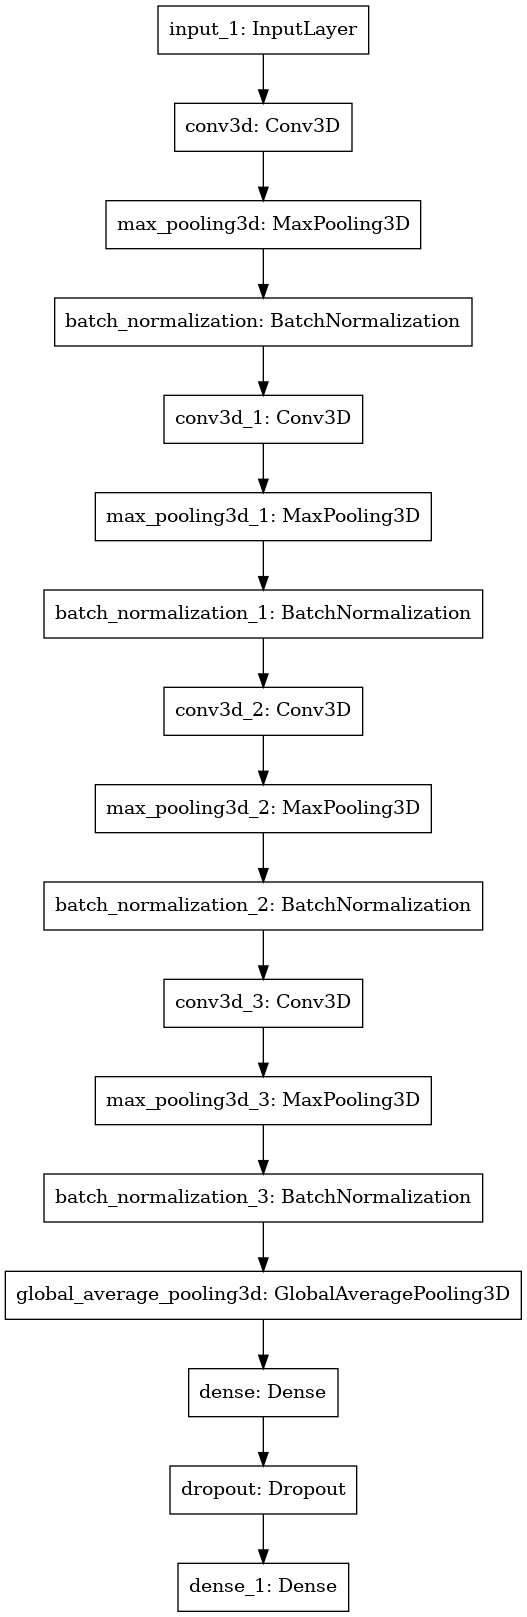 input_1: InputLayer
conv3d: Conv3D
max_pooling3d: MaxPooling3D
batch_normalization: BatchNormalization
conv3d_1: Conv3D
max_pooling3d_1: MaxPooling3D
batch_normalization_1: BatchNormalization
conv3d_2: Conv3D
max_pooling3d_2: MaxPooling3D
batch_normalization_2: BatchNormalization
conv3d_3: Conv3D
max_pooling3d_3: MaxPooling3D
batch_normalization_3: BatchNormalization
global_average_pooling3d: GlobalAveragePooling3D
dense: Dense
dropout: Dropout
dense_1: Dense